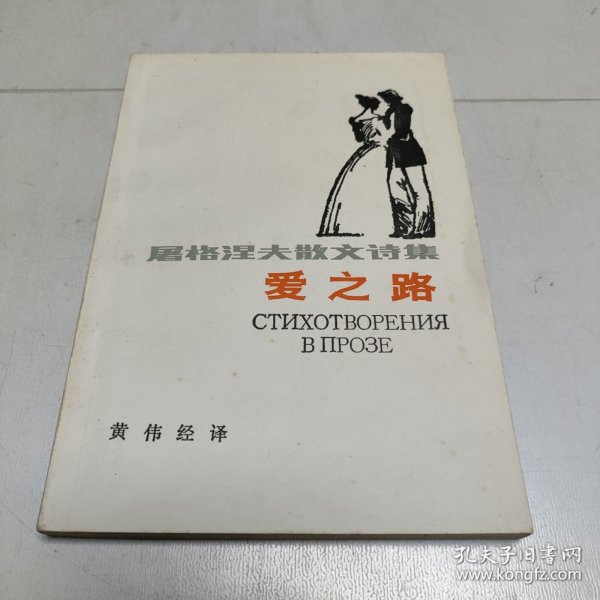 屠格涅夫散文诗集
爱之路
СТИХОТВОРЕНИЯ
В ПРОЗЕ
黄伟经译
孔夫子旧书网
www.kongfz.com